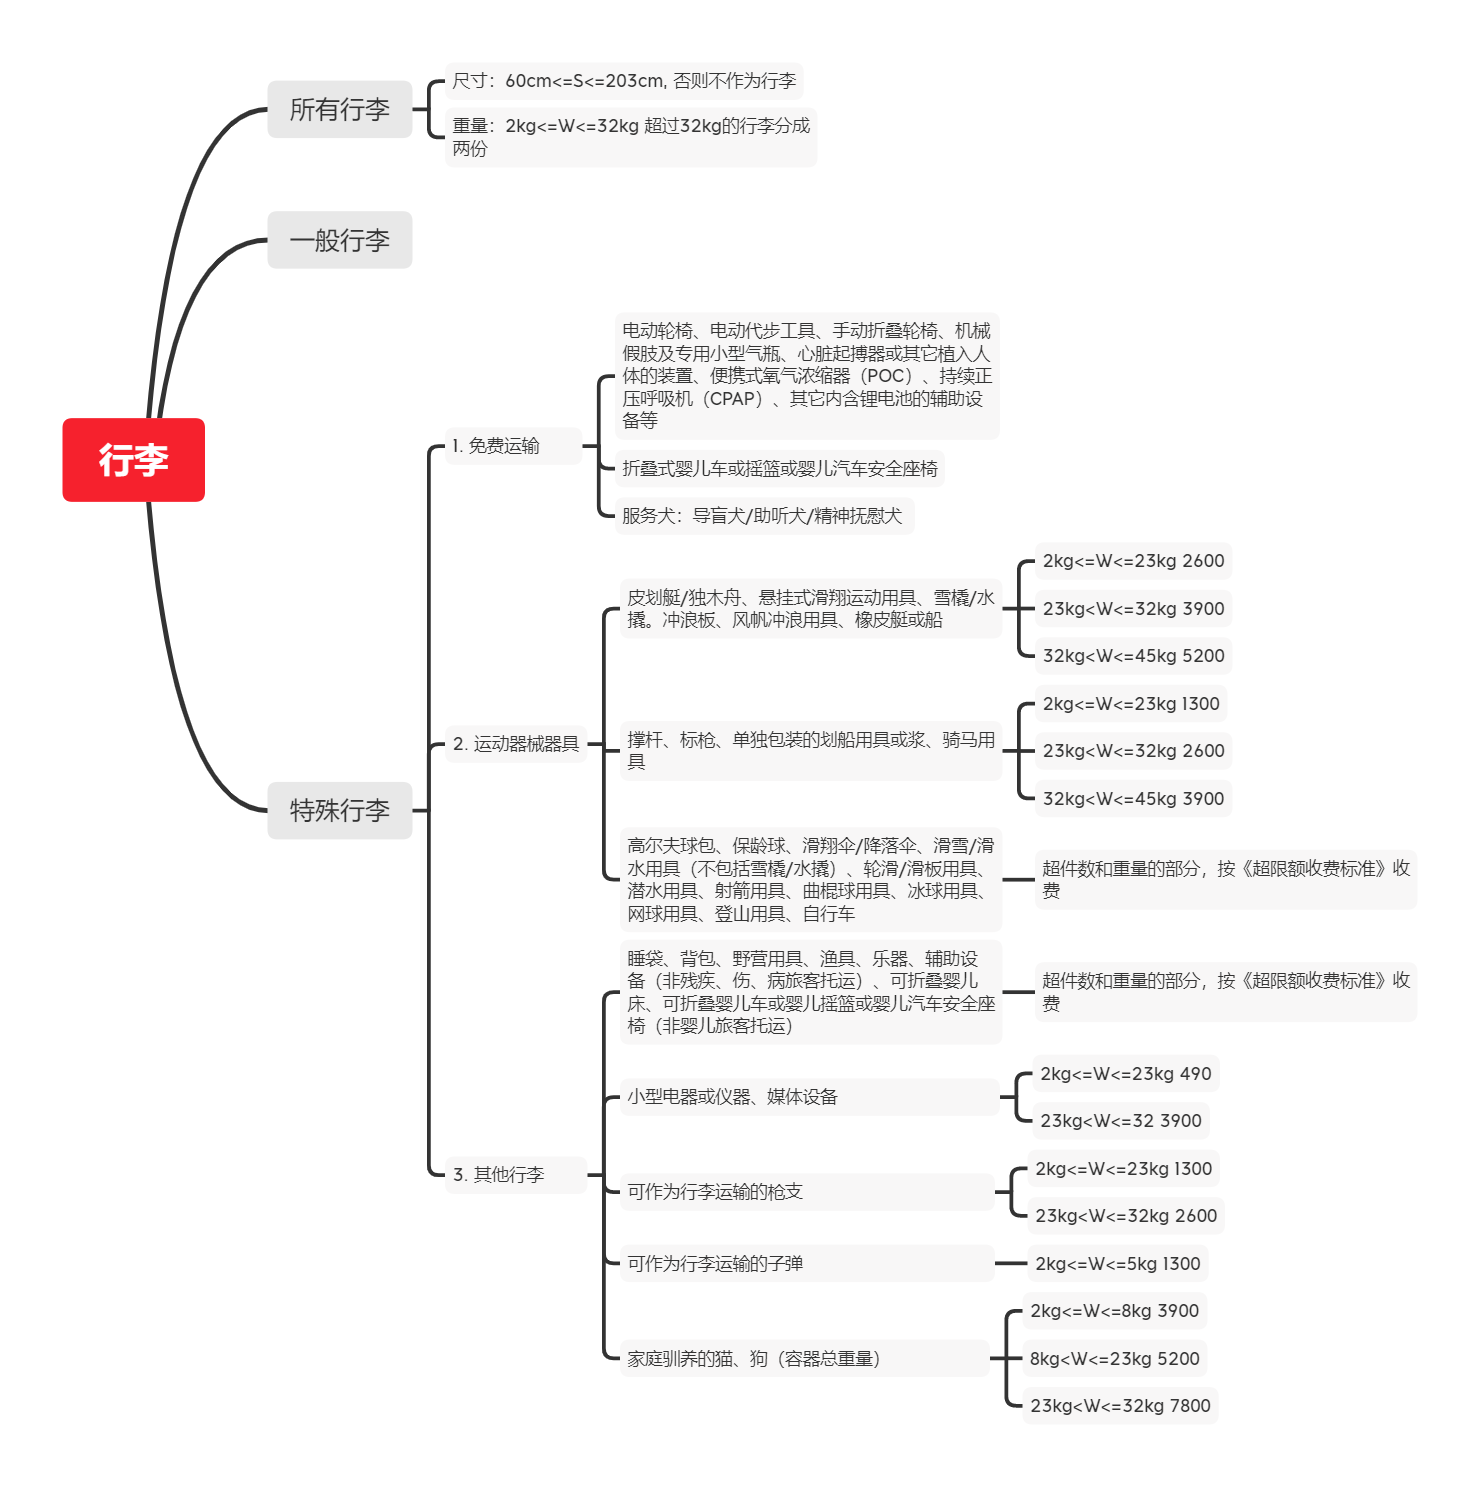 行李
所有行李
尺寸：60cm<=S<=203cm, 否则不作为行李
重量：2kg<=W<=32kg 超过32kg的行李分成
两份
一般行李
特殊行李
1. 免费运输
电动轮椅、电动代步工具、手动折叠轮椅、机械
假肢及专用小型气瓶、心脏起搏器或其它植入人
体的装置、便携式氧气浓缩器（POC）、持续正
压呼吸机（CPAP）、其它内含锂电池的辅助设
备等
折叠式婴儿车或摇篮或婴儿汽车安全座椅
服务犬：导盲犬/助听犬/精神抚慰犬
2. 运动器械器具
皮划艇/独木舟、悬挂式滑翔运动用具、雪橇/水
撬。冲浪板、风帆冲浪用具、橡皮艇或船
2kg<=W<=23kg 2600
23kg<W<=32kg 3900
32kg<W<=45kg 5200
撑杆、标枪、单独包装的划船用具或浆、骑马用
具
2kg<=W<=23kg 1300
23kg<W<=32kg 2600
32kg<W<=45kg 3900
高尔夫球包、保龄球、滑翔伞/降落伞、滑雪/滑
水用具（不包括雪橇/水撬）、轮滑/滑板用具、
潜水用具、射箭用具、曲棍球用具、冰球用具、
网球用具、登山用具、自行车
超件数和重量的部分，按《超限额收费标准》收
费
3. 其他行李
睡袋、背包、野营用具、渔具、乐器、辅助设
备（非残疾、伤、病旅客托运）、可折叠婴儿
床、可折叠婴儿车或婴儿摇篮或婴儿汽车安全座
椅（非婴儿旅客托运）
超件数和重量的部分，按《超限额收费标准》收
费
小型电器或仪器、媒体设备
2kg<=W<=23kg 490
23kg<W<=32 3900
可作为行李运输的枪支
2kg<=W<=23kg 1300
23kg<W<=32kg 2600
可作为行李运输的子弹
2kg<=W<=5kg 1300
家庭驯养的猫、狗（容器总重量）
2kg<=W<=8kg 3900
8kg<W<=23kg 5200
23kg<W<=32kg 7800